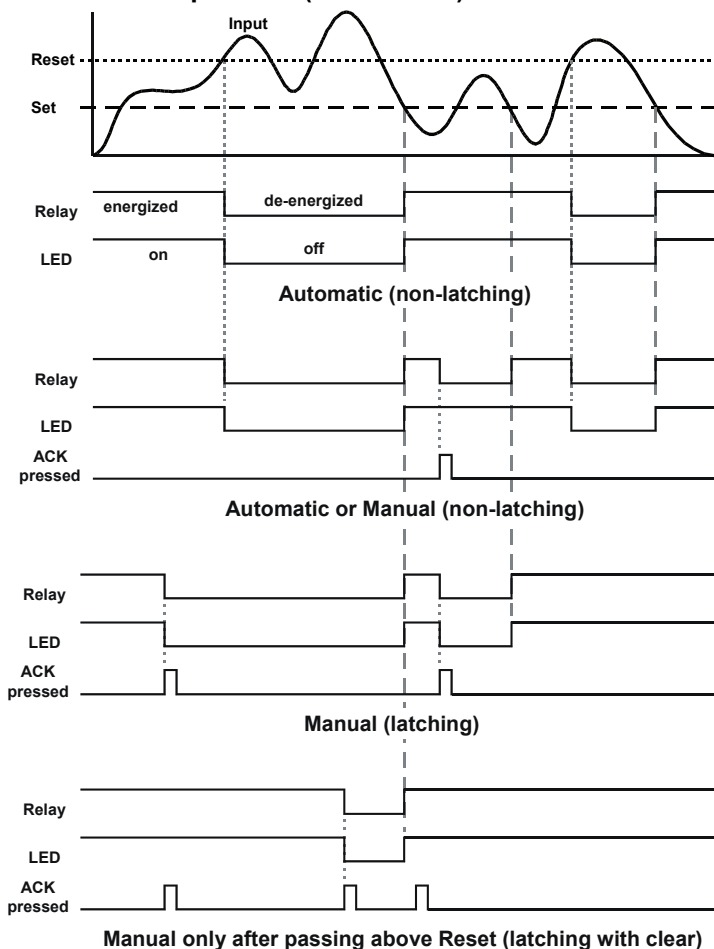 Input
Reset
Set
Relay
energized
de-energized
LED
on
off
Automatic (non-latching)
Relay
LED
ACK
pressed
Automatic or Manual (non-latching)
Relay
LED
ACK
pressed
Manual (latching)
Relay
LED
ACK
pressed
Manual only after passing above Reset (latching with clear)